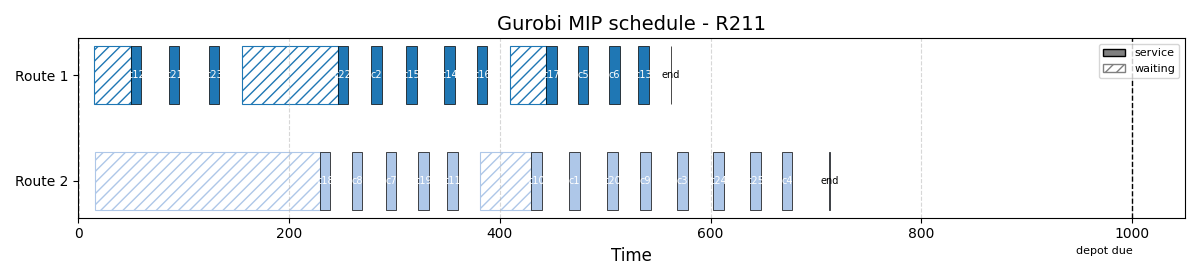 Gurobi MIP schedule - R211
Route 1
c12 c21 c23 c22 c2 c15 c14 c16 c17 c5 c6 c13 end
service
waiting
Route 2
c18 c8 c7 c19 c11 c10 c1 c20 c9 c3 c24 c25 c4 end
0 200 400 600 800 1000
depot due
Time